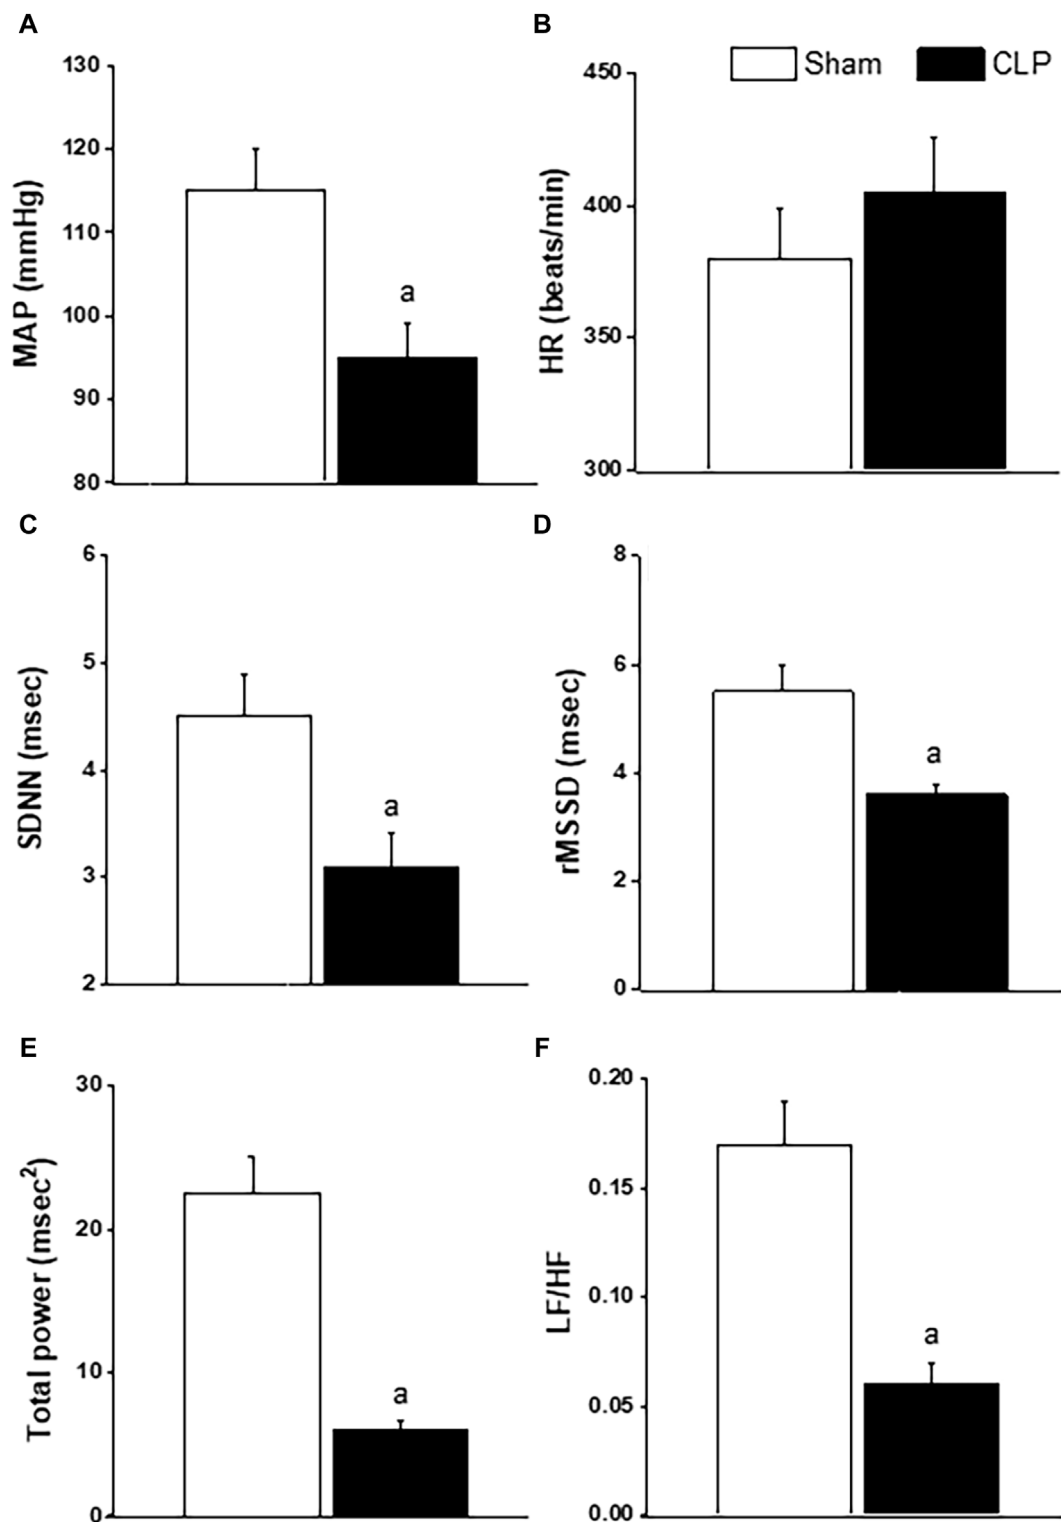 A
MAP (mmHg)
130
120
110
100
90
80
a
B
Sham
CLP
HR (beats/min)
450
400
350
300
C
SDNN (msec)
6
5
4
3
2
a
D
rMSSD (msec)
8
6
4
2
0
a
E
Total power (msec²)
30
20
10
0
a
F
LF/HF
0.20
0.15
0.10
0.05
0.00
a